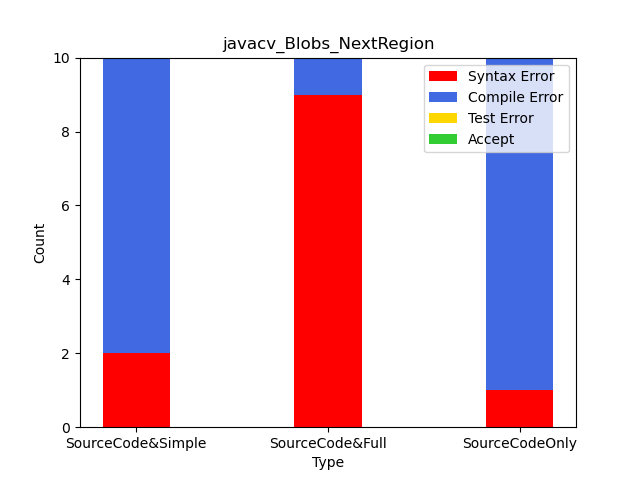 javacv_Blobs_NextRegion
Syntax Error
Compile Error
Test Error
Accept
10
8
6
4
2
0
Count
SourceCode&Simple
SourceCode&Full
SourceCodeOnly
Type